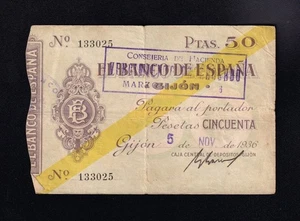 Nº 133025
PTAS. 50
CONSEJERIA DE HACIENDA
EL BANCO DE ESPAÑA
GIJÓN
Pagará al portador
Pesetas CINCUENTA
Gijón 5 de NOV. de 1936
CAJA CENTRAL DE DEPOSITOS GIJON
Nº 133025
EL BANCO DE ESPAÑA